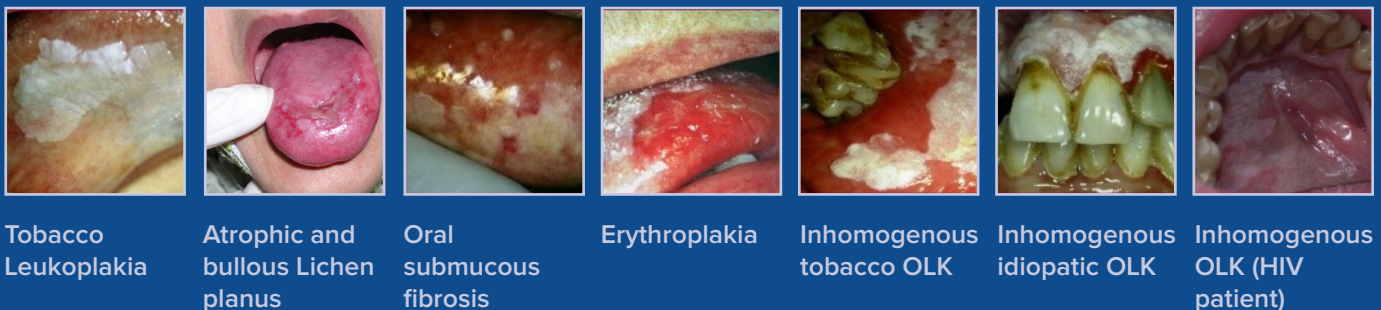 Tobacco
Leukoplakia
Atrophic and
bullous Lichen
planus
Oral
submucous
fibrosis
Erythroplakia
Inhomogenous
tobacco OLK
Inhomogenous
idiopatic OLK
Inhomogenous
OLK (HIV
patient)